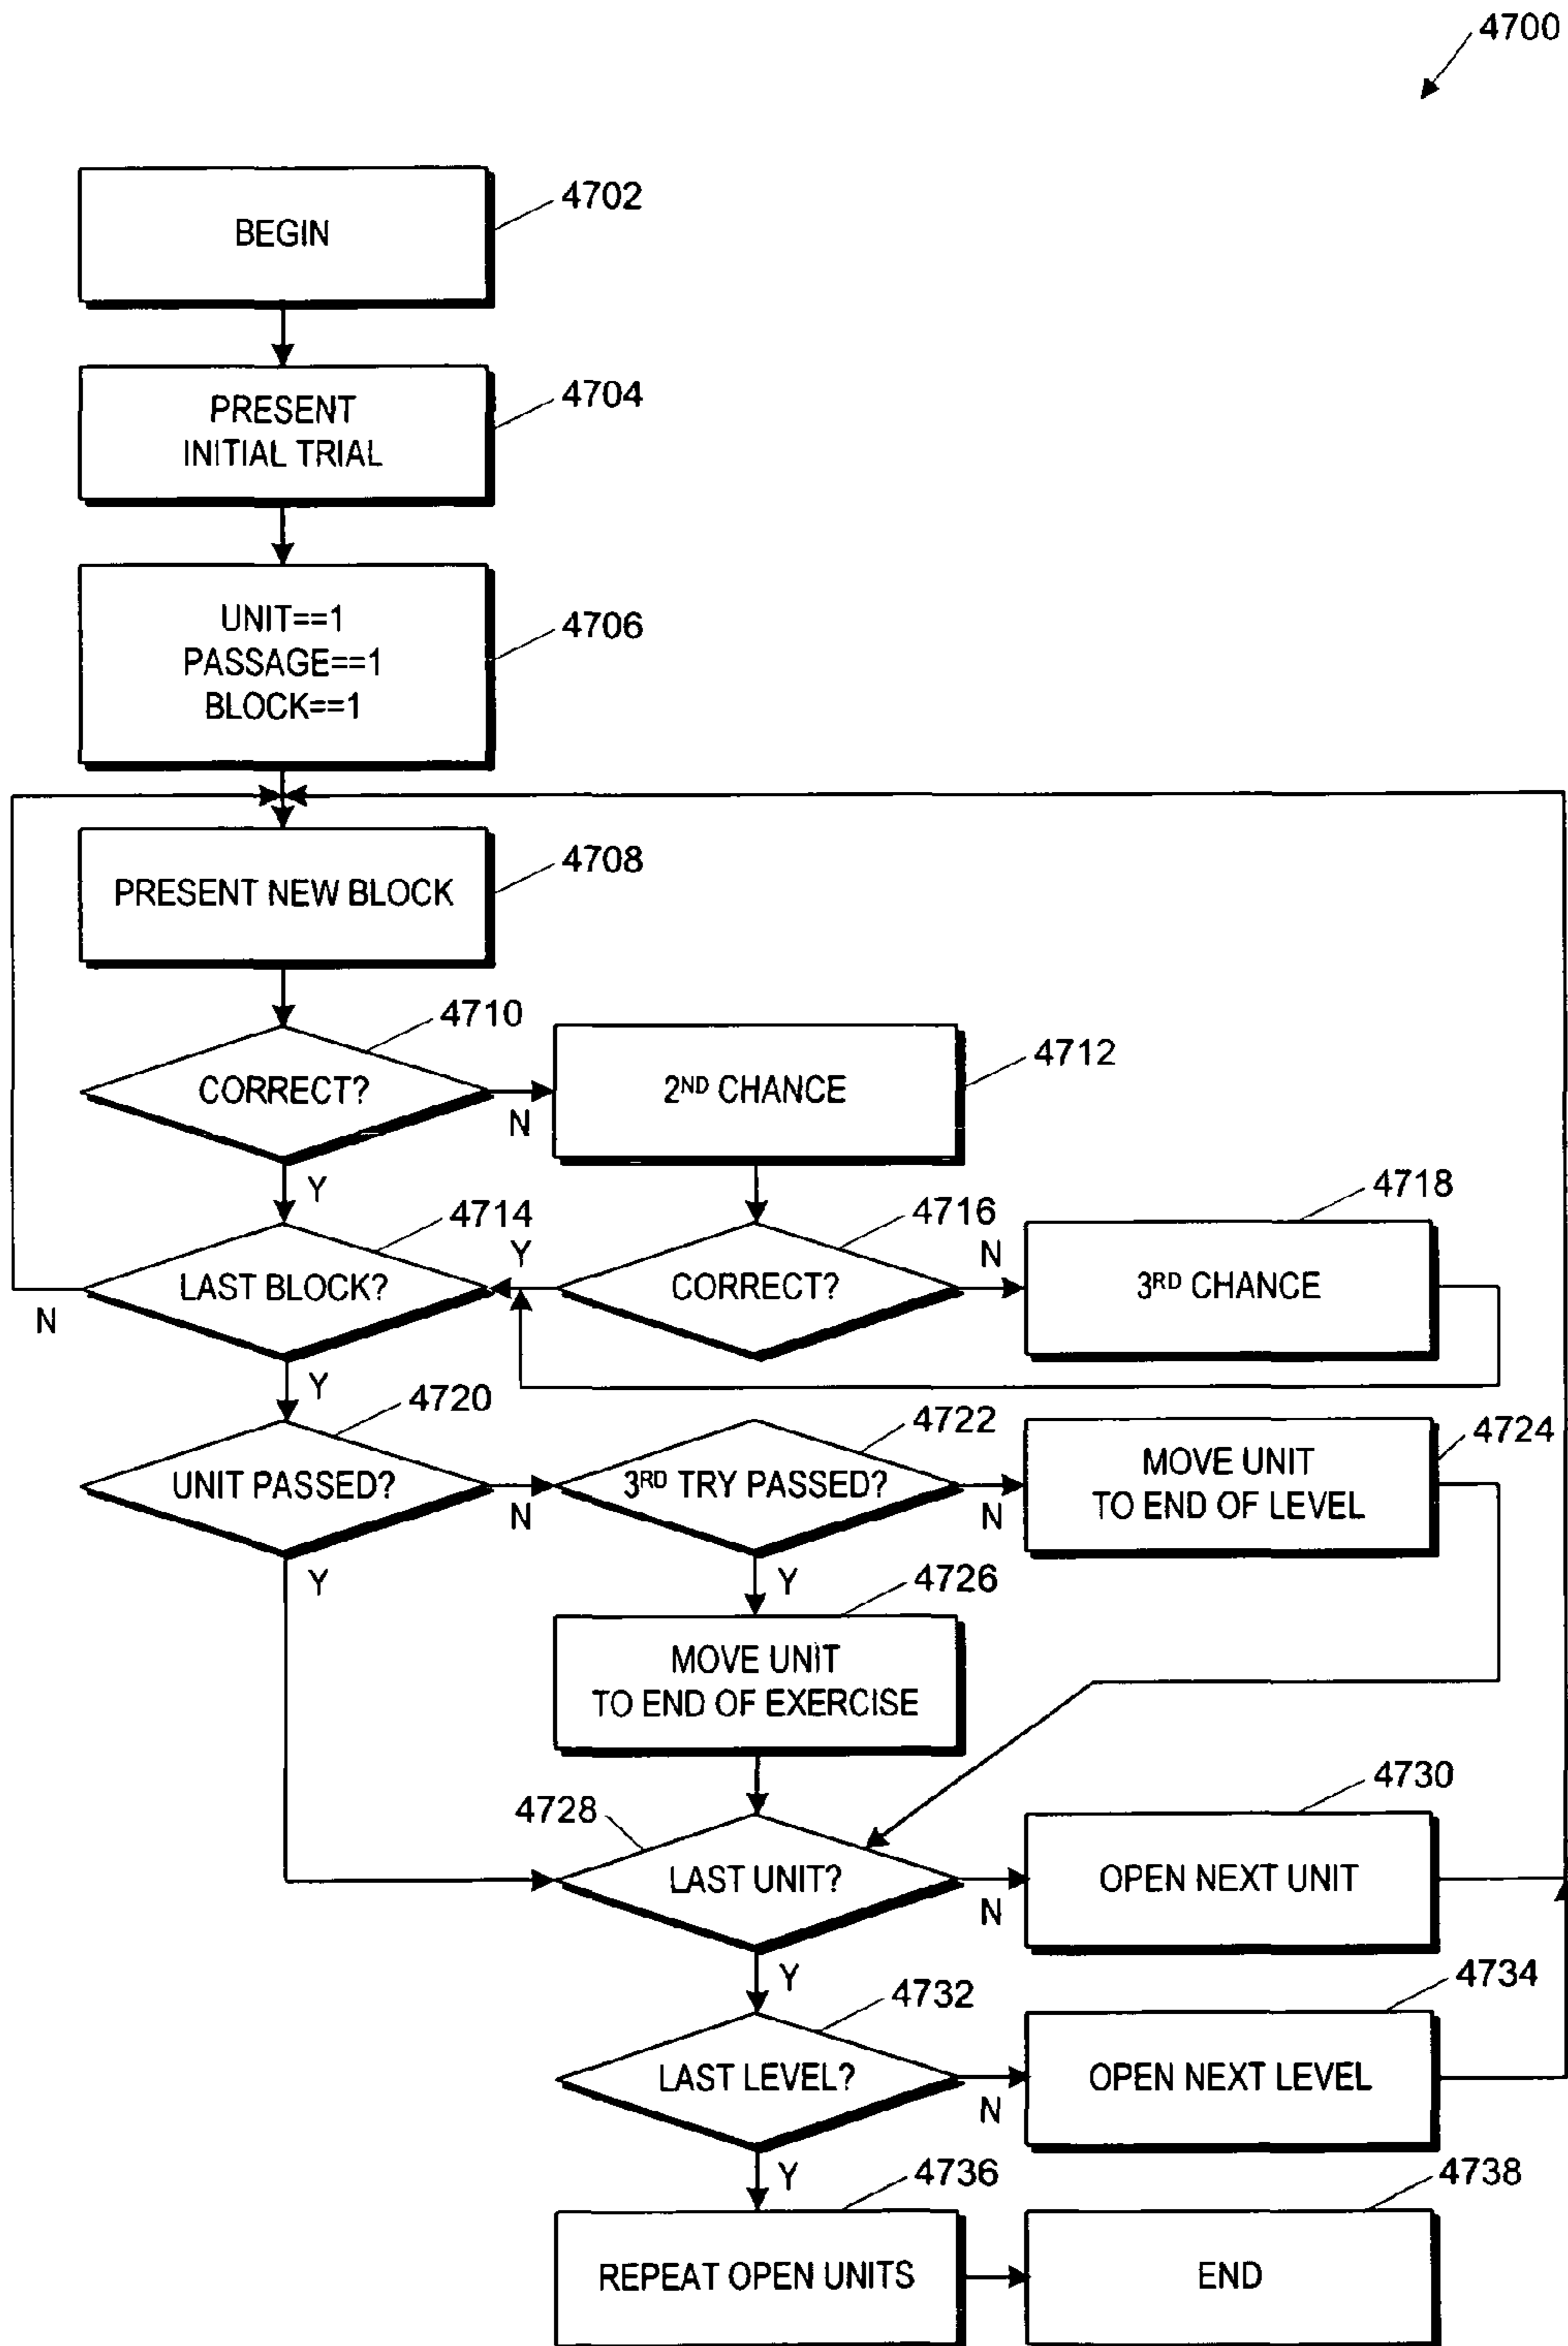 4700
4702
BEGIN
4704
PRESENT
INITIAL TRIAL
4706
UNIT==1
PASSAGE==1
BLOCK==1
4708
PRESENT NEW BLOCK
4710
CORRECT?
N
Y
4712
2ND CHANCE
4714
LAST BLOCK?
N
Y
4716
CORRECT?
Y
N
4718
3RD CHANCE
4720
UNIT PASSED?
N
Y
4722
3RD TRY PASSED?
N
Y
4724
MOVE UNIT
TO END OF LEVEL
4726
MOVE UNIT
TO END OF EXERCISE
4728
LAST UNIT?
N
Y
4730
OPEN NEXT UNIT
4732
LAST LEVEL?
N
Y
4734
OPEN NEXT LEVEL
4736
REPEAT OPEN UNITS
4738
END